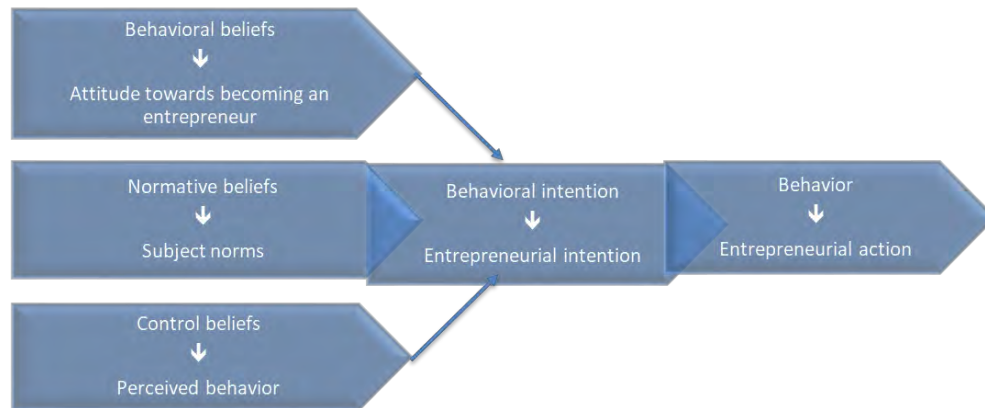 Behavioral beliefs
↓
Attitude towards becoming an
entrepreneur
Normative beliefs
↓
Subject norms
Behavioral intention
↓
Entrepreneurial intention
Behavior
↓
Entrepreneurial action
Control beliefs
↓
Perceived behavior